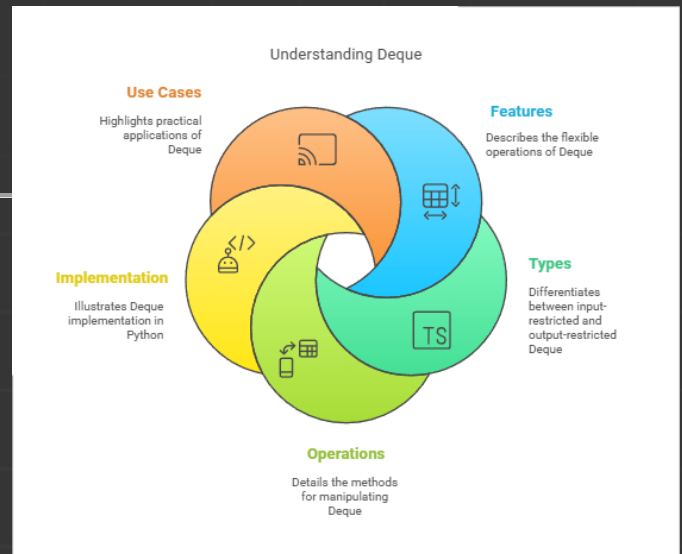 Understanding Deque
Use Cases
Highlights practical
applications of
Deque
Features
Describes the flexible
operations of Deque
Implementation
Illustrates Deque
implementation in
Python
Types
Differentiates
between input-
restricted and
output-restricted
Deque
</>
TS
Operations
Details the methods
for manipulating
Deque